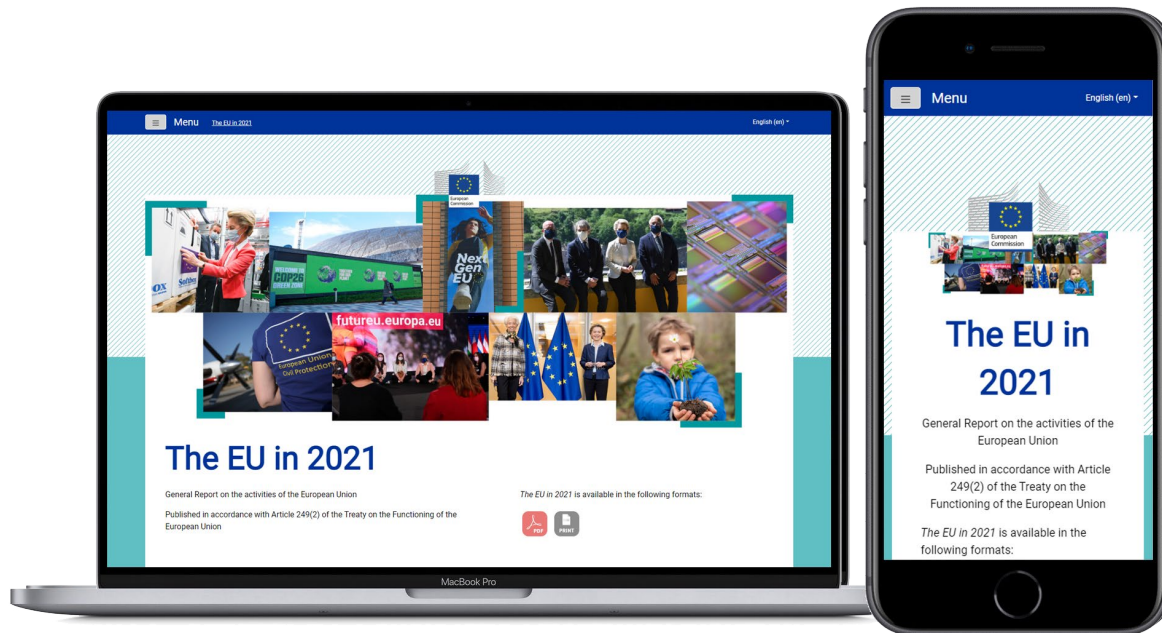 Menu The EU in 2021 English (en)
European
Commission
WELCOME TO
COP26
GREEN ZONE
Next
Gen
EU
futureu.europa.eu
European Union
Civil Protection
The EU in 2021
General Report on the activities of the European Union
Published in accordance with Article 249(2) of the Treaty on the Functioning of the
European Union
The EU in 2021 is available in the following formats:
PDF PRINT
MacBook Pro
Menu English (en)
European
Commission
The EU in
2021
General Report on the activities of the
European Union
Published in accordance with Article
249(2) of the Treaty on the
Functioning of the European Union
The EU in 2021 is available in the
following formats: